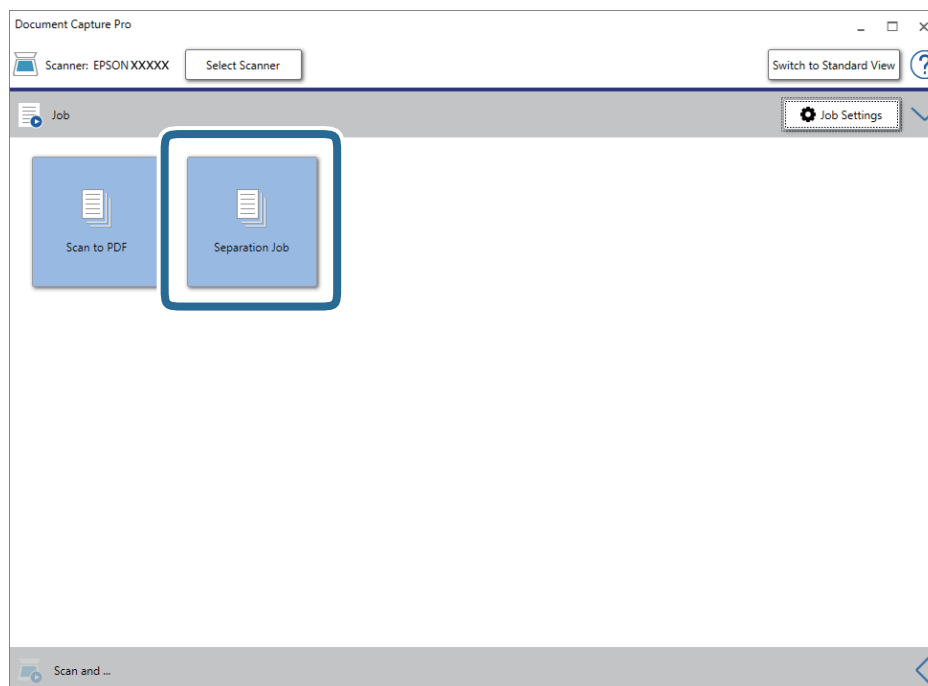 Document Capture Pro
Scanner: EPSON XXXXX Select Scanner Switch to Standard View ?
Job Job Settings
Scan to PDF Separation Job
Scan and ...